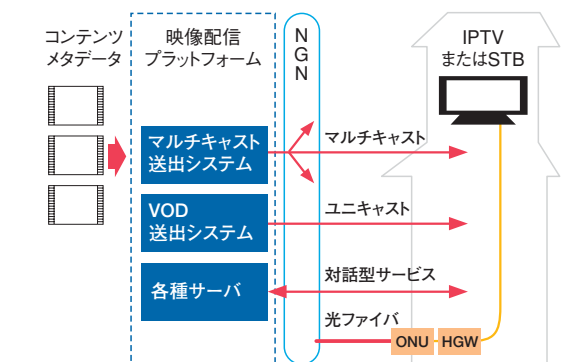 コンテンツ
メタデータ
映像配信
プラットフォーム
N
G
N
IPTV
またはSTB
マルチキャスト
送出システム
マルチキャスト
VOD
送出システム
ユニキャスト
各種サーバ
対話型サービス
光ファイバ
ONU
HGW